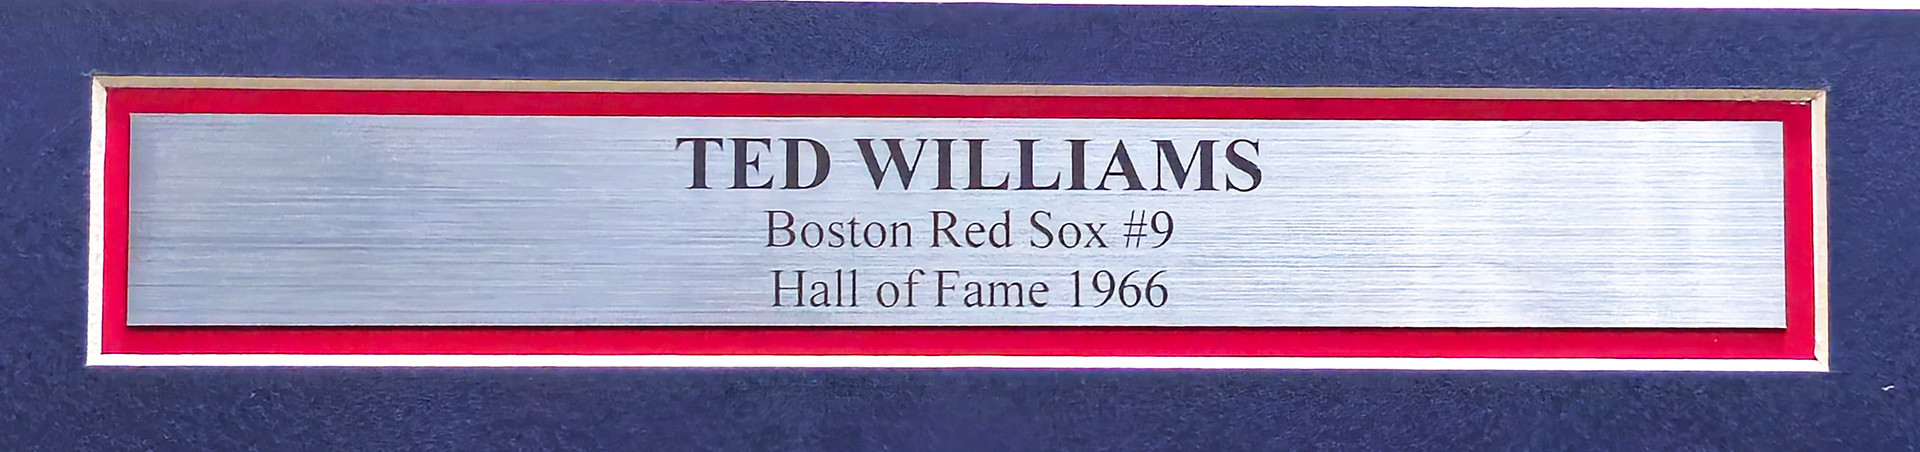 TED WILLIAMS
Boston Red Sox #9
Hall of Fame 1966